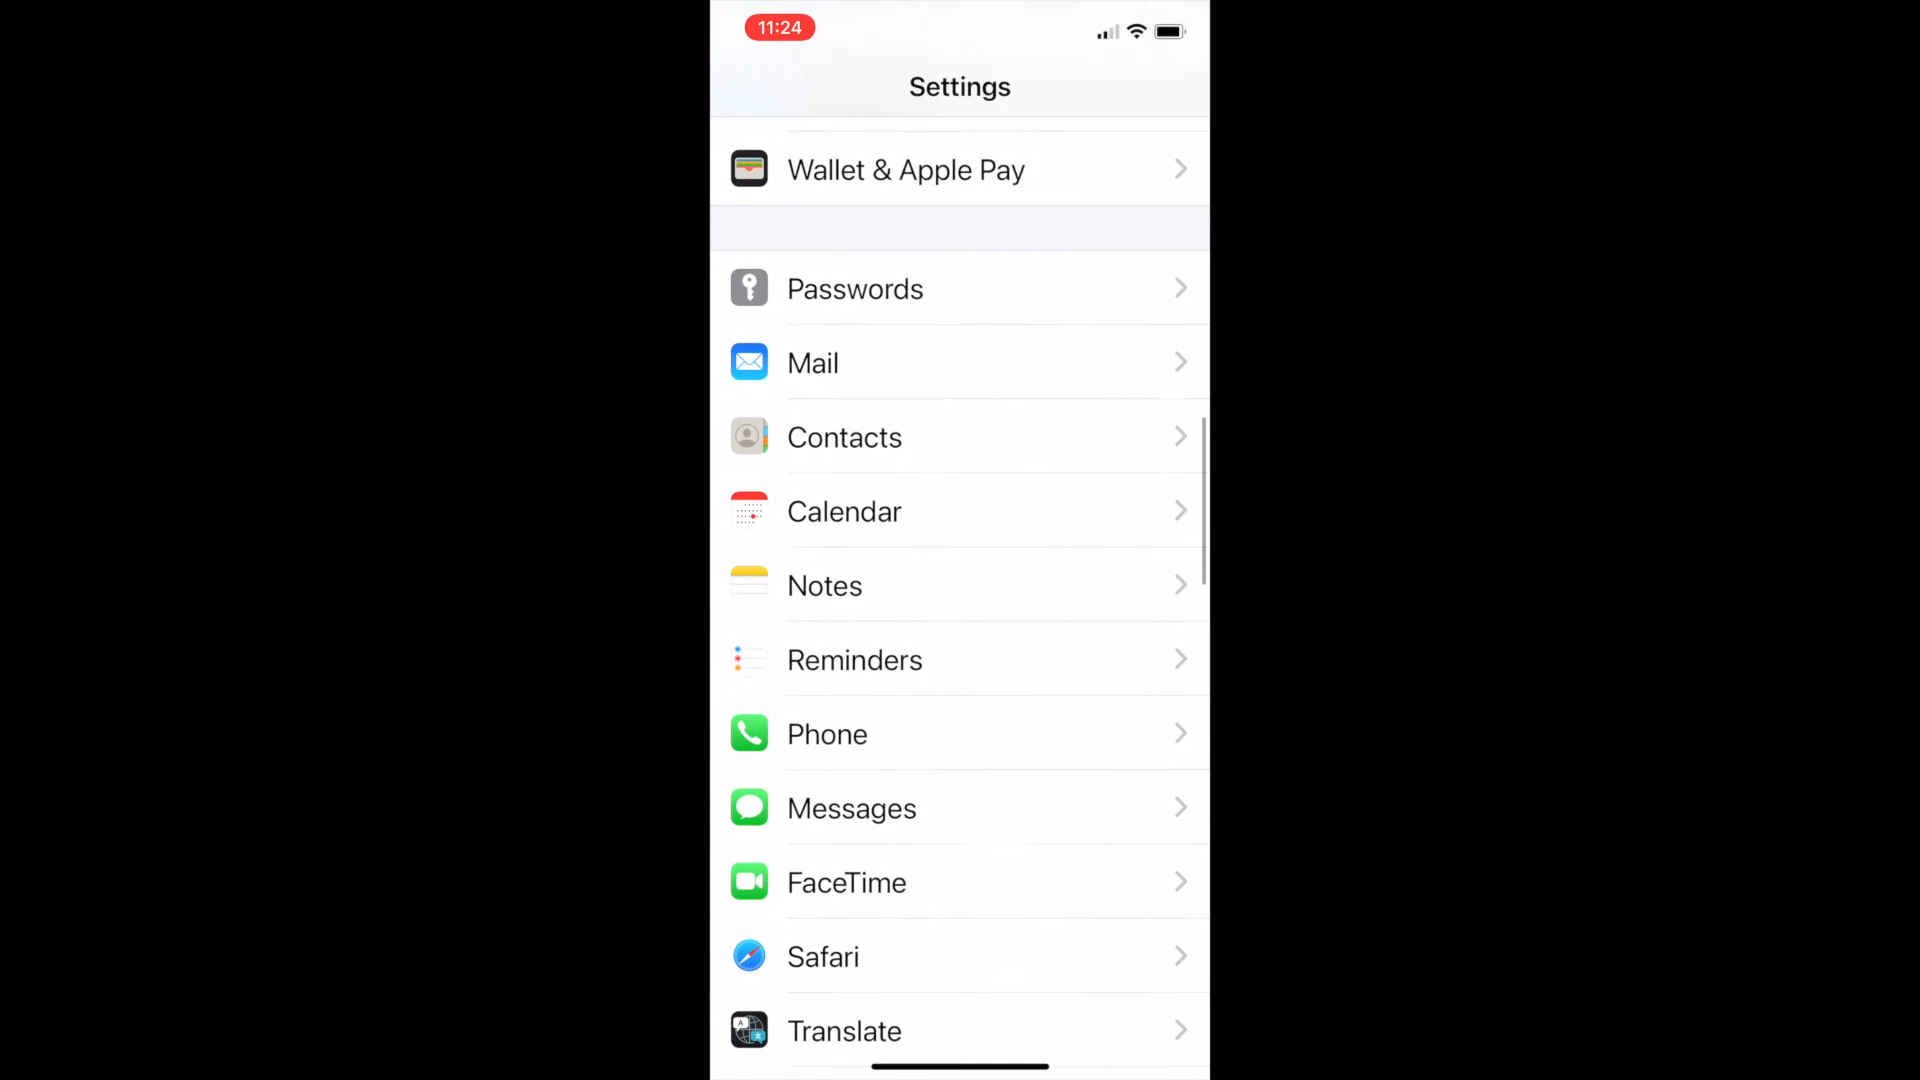 11:24
Settings
Wallet & Apple Pay
Passwords
Mail
Contacts
Calendar
Notes
Reminders
Phone
Messages
FaceTime
Safari
Translate